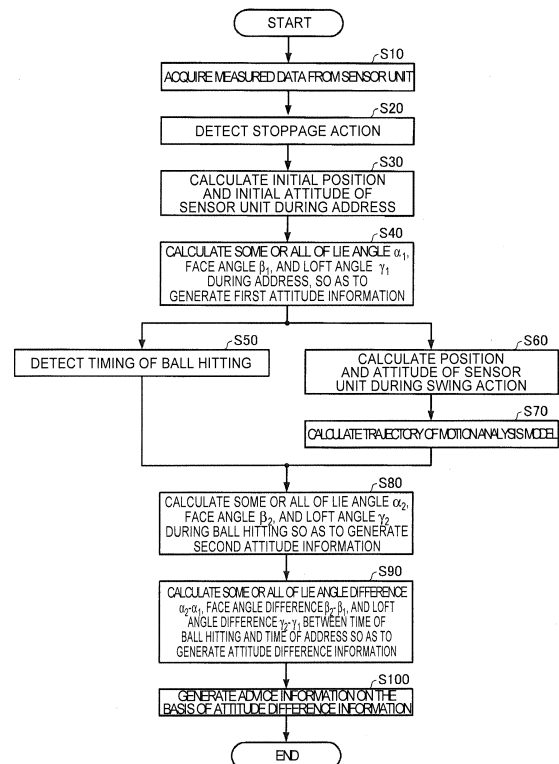 START
S10
ACQUIRE MEASURED DATA FROM SENSOR UNIT
S20
DETECT STOPPAGE ACTION
S30
CALCULATE INITIAL POSITION
AND INITIAL ATTITUDE OF
SENSOR UNIT DURING ADDRESS
S40
CALCULATE SOME OR ALL OF LIE ANGLE α1,
FACE ANGLE β1, AND LOFT ANGLE γ1
DURING ADDRESS, SO AS TO
GENERATE FIRST ATTITUDE INFORMATION
S50
DETECT TIMING OF BALL HITTING
S60
CALCULATE POSITION
AND ATTITUDE OF SENSOR
UNIT DURING SWING ACTION
S70
CALCULATE TRAJECTORY OF MOTION ANALYSIS MODEL
S80
CALCULATE SOME OR ALL OF LIE ANGLE α2,
FACE ANGLE β2, AND LOFT ANGLE γ2
DURING BALL HITTING SO AS TO GENERATE
SECOND ATTITUDE INFORMATION
S90
CALCULATE SOME OR ALL OF LIE ANGLE DIFFERENCE
α2-α1, FACE ANGLE DIFFERENCE β2-β1, AND LOFT
ANGLE DIFFERENCE γ2-γ1 BETWEEN TIME OF
BALL HITTING AND TIME OF ADDRESS SO AS TO
GENERATE ATTITUDE DIFFERENCE INFORMATION
S100
GENERATE ADVICE INFORMATION ON THE
BASIS OF ATTITUDE DIFFERENCE INFORMATION
END